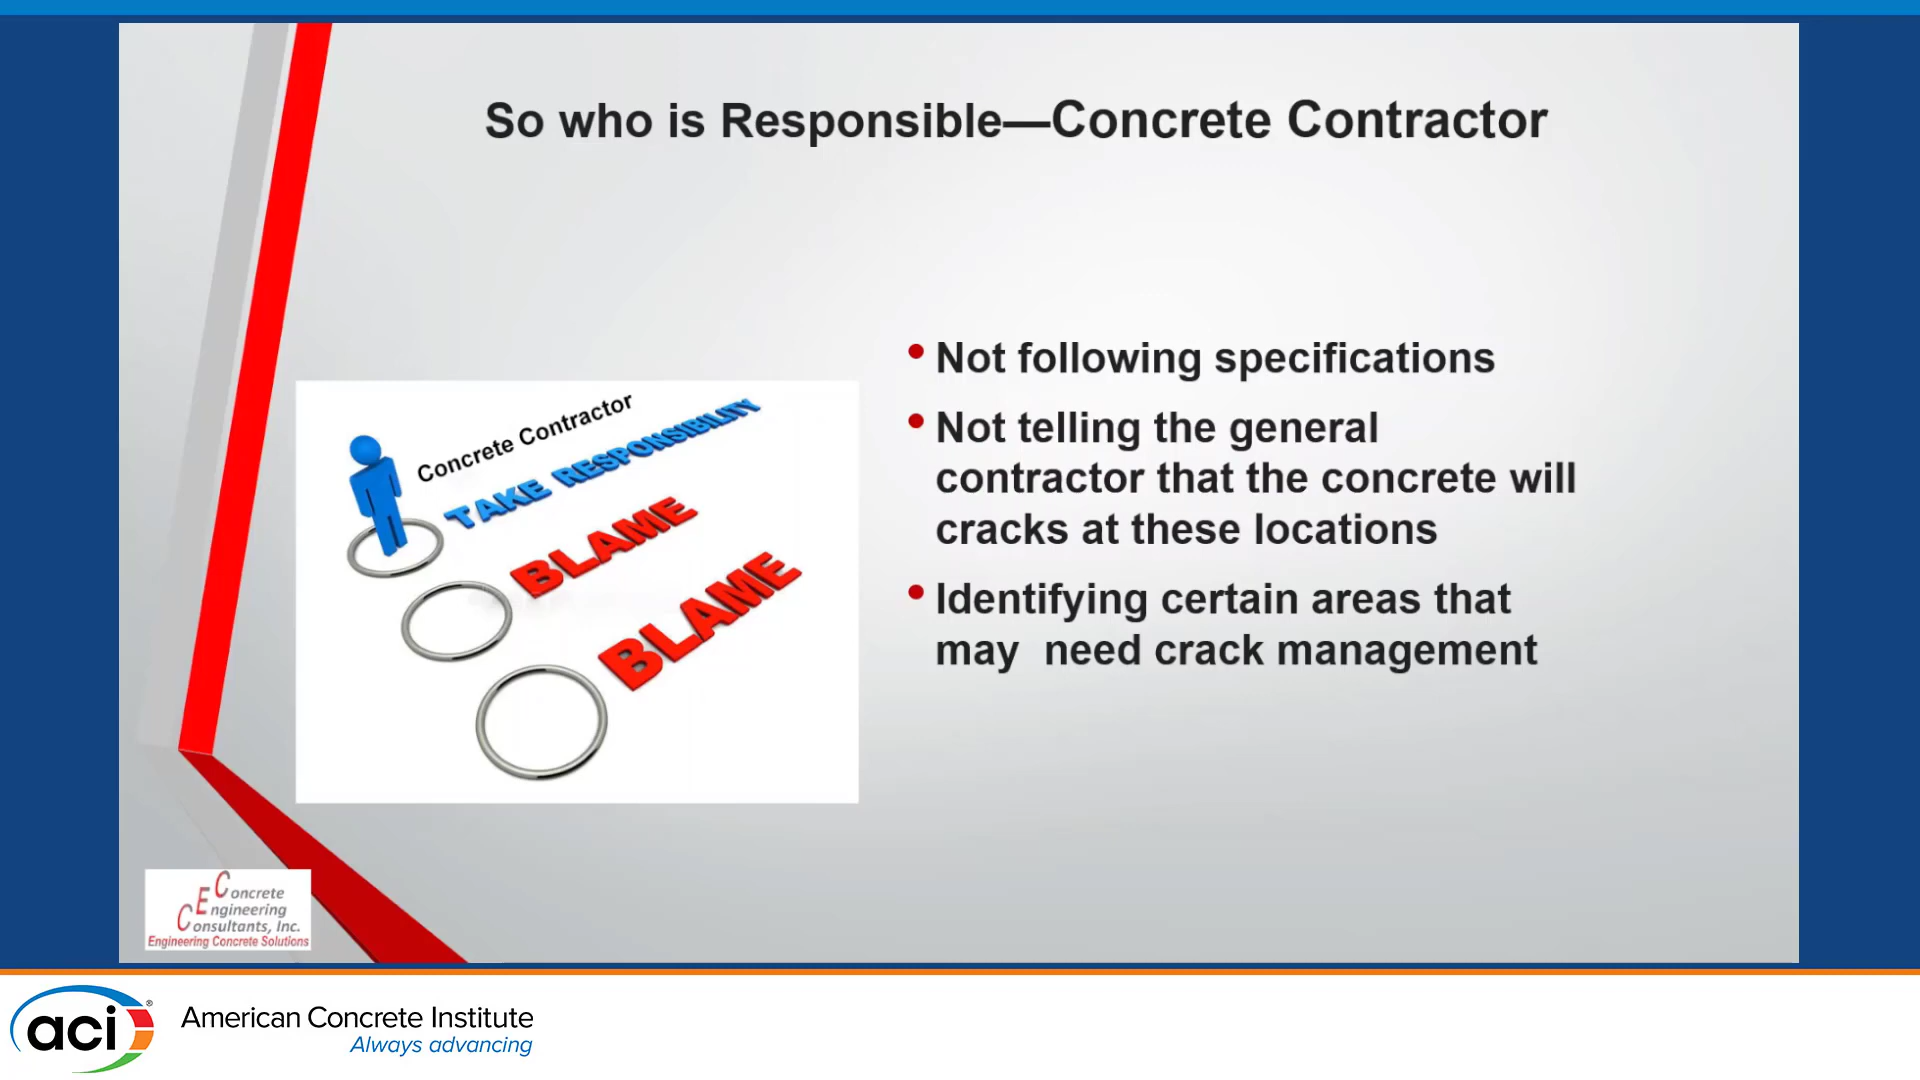 So who is Responsible—Concrete Contractor
Concrete Contractor
TAKE RESPONSIBILITY
BLAME
BLAME
• Not following specifications
• Not telling the general
contractor that the concrete will
cracks at these locations
• Identifying certain areas that
may  need crack management
Concrete
Engineering
Consultants, Inc.
Engineering Concrete Solutions
aci®
American Concrete Institute
Always advancing